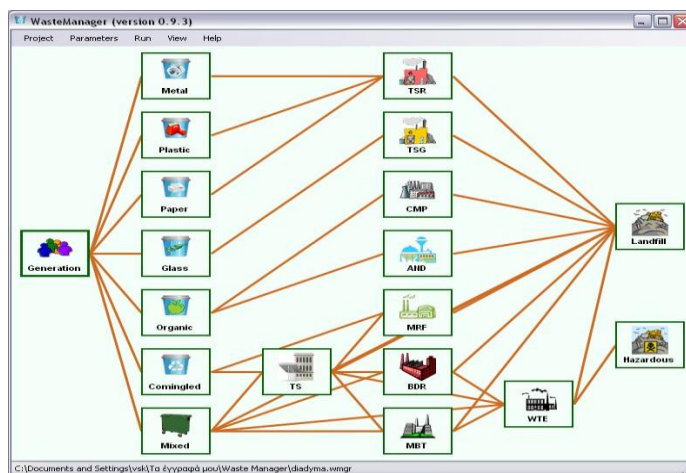 WasteManager (version 0.9.3)
Project Parameters Run View Help
Metal
TSR
Plastic
TSG
Paper
CMP
Generation
Glass
AND
Landfill
Organic
MRF
Comingled
TS
BDR
WTE
Hazardous
Mixed
MBT
C:\Documents and Settings\vsk\Τα έγγραφά μου\Waste Manager\diadyma.wmgr